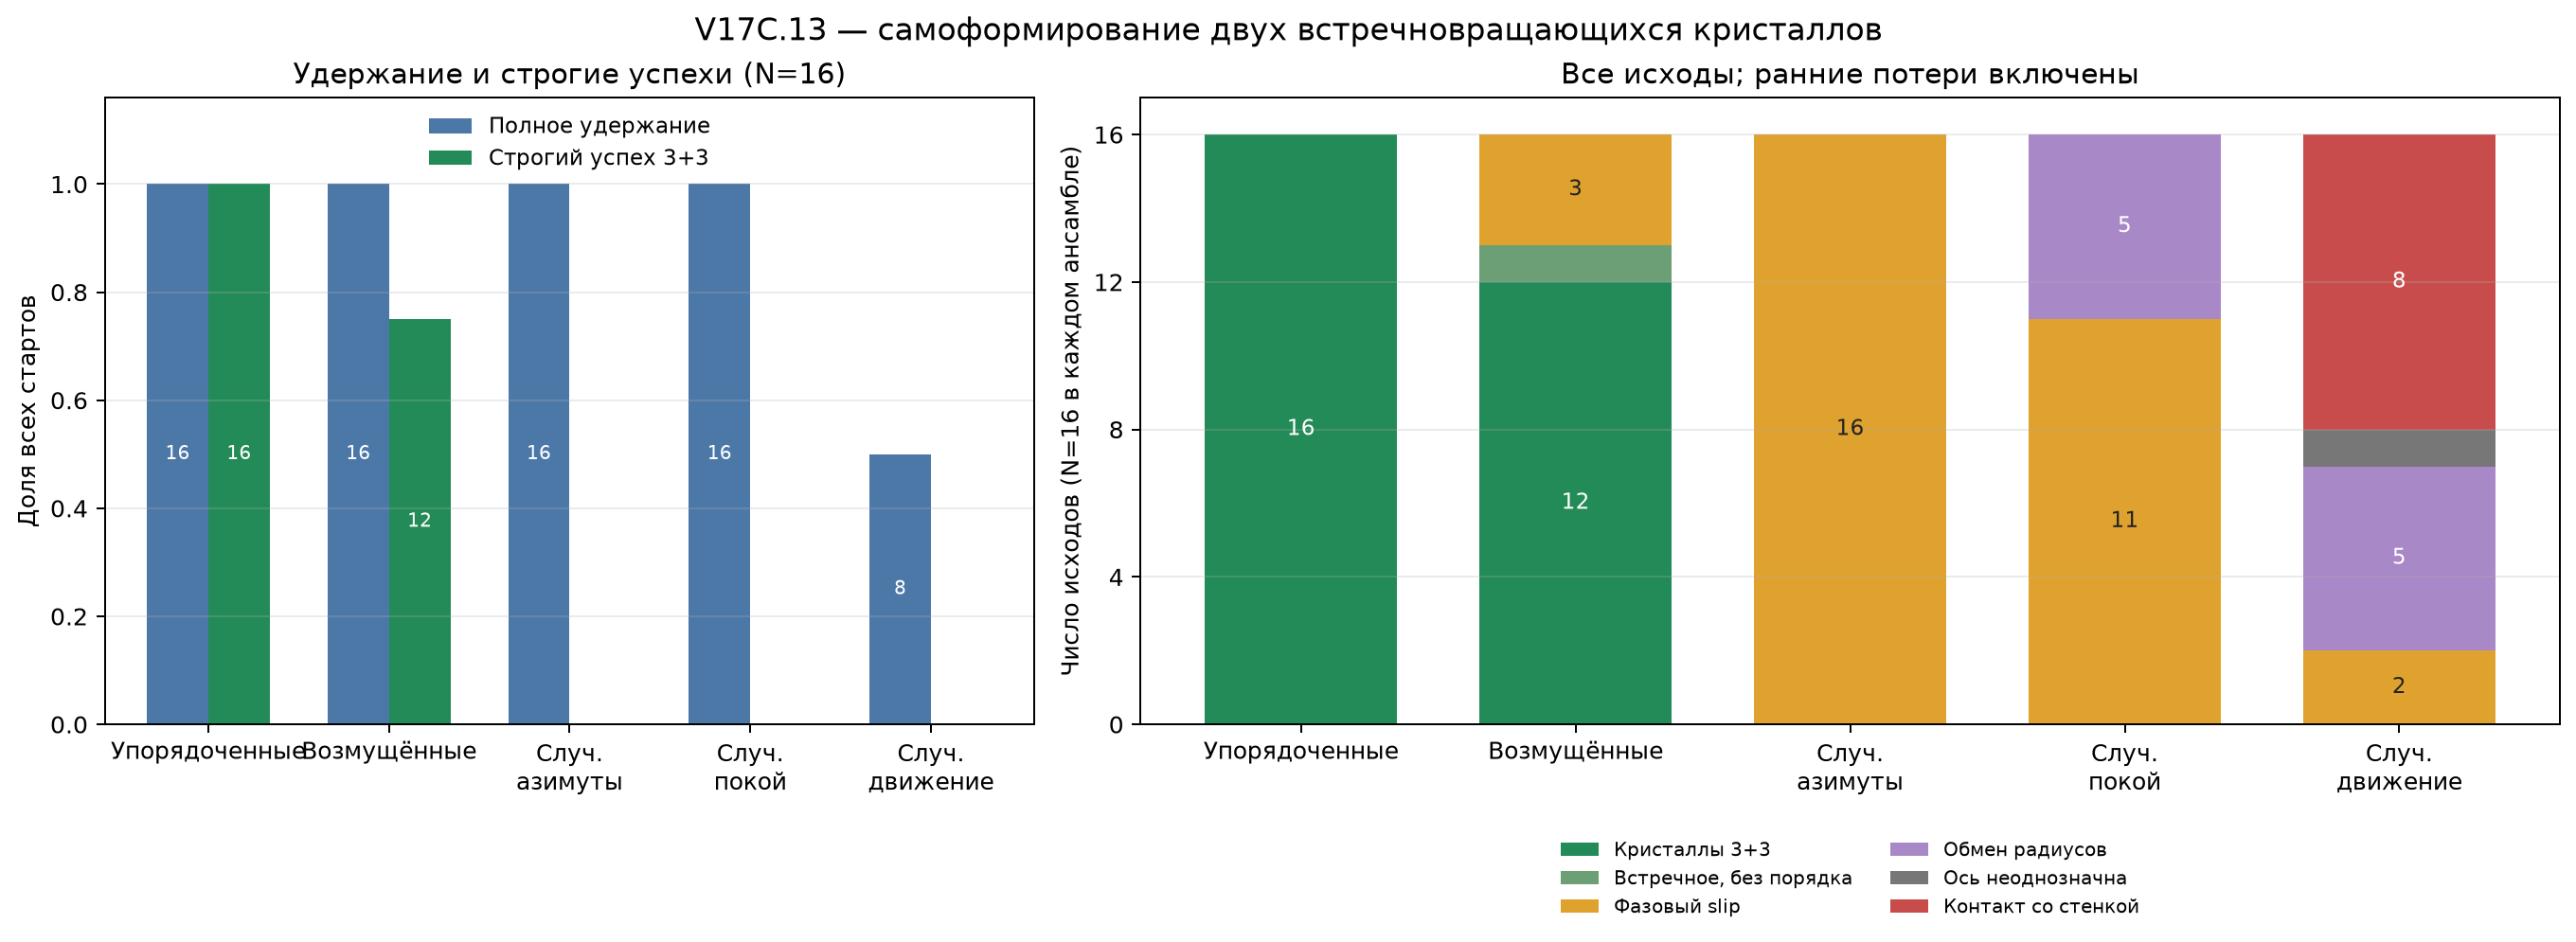 V17C.13 — самоформирование двух встречновращающихся кристаллов
Удержание и строгие успехи (N=16)
Доля всех стартов
1.0
0.8
0.6
0.4
0.2
0.0
Полное удержание
Строгий успех 3+3
16
16
16
12
16
16
8
Упорядоченные
Возмущённые
Случ.
азимуты
Случ.
покой
Случ.
движение
Все исходы; ранние потери включены
Число исходов (N=16 в каждом ансамбле)
16
12
8
4
0
16
3
12
16
5
11
8
5
2
Упорядоченные
Возмущённые
Случ.
азимуты
Случ.
покой
Случ.
движение
Кристаллы 3+3
Встречное, без порядка
Фазовый slip
Обмен радиусов
Ось неоднозначна
Контакт со стенкой